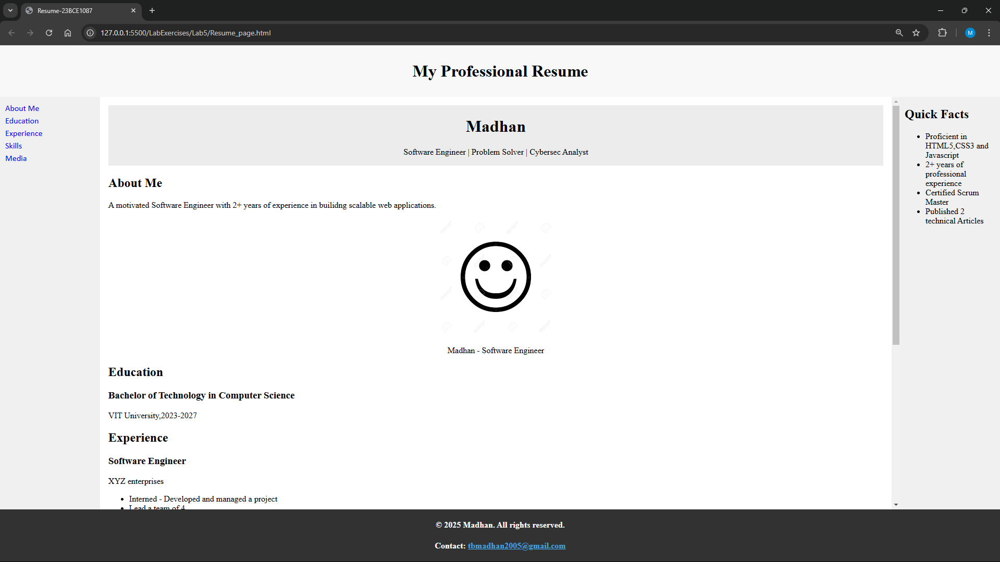 Resume-23BCE1087
127.0.0.1:5500/LabExercises/Lab5/Resume_page.html
M
My Professional Resume
About Me
Education
Experience
Skills
Media
Madhan
Software Engineer | Problem Solver | Cybersec Analyst
About Me
A motivated Software Engineer with 2+ years of experience in builidng scalable web applications.
Madhan - Software Engineer
Education
Bachelor of Technology in Computer Science
VIT University,2023-2027
Experience
Software Engineer
XYZ enterprises
Interned - Developed and managed a project
Lead a team of 4
Quick Facts
Proficient in
HTML5,CSS3 and
Javascript
2+ years of
professional
experience
Certified Scrum
Master
Published 2
technical Articles
© 2025 Madhan. All rights reserved.
Contact: tbmadhan2005@gmail.com